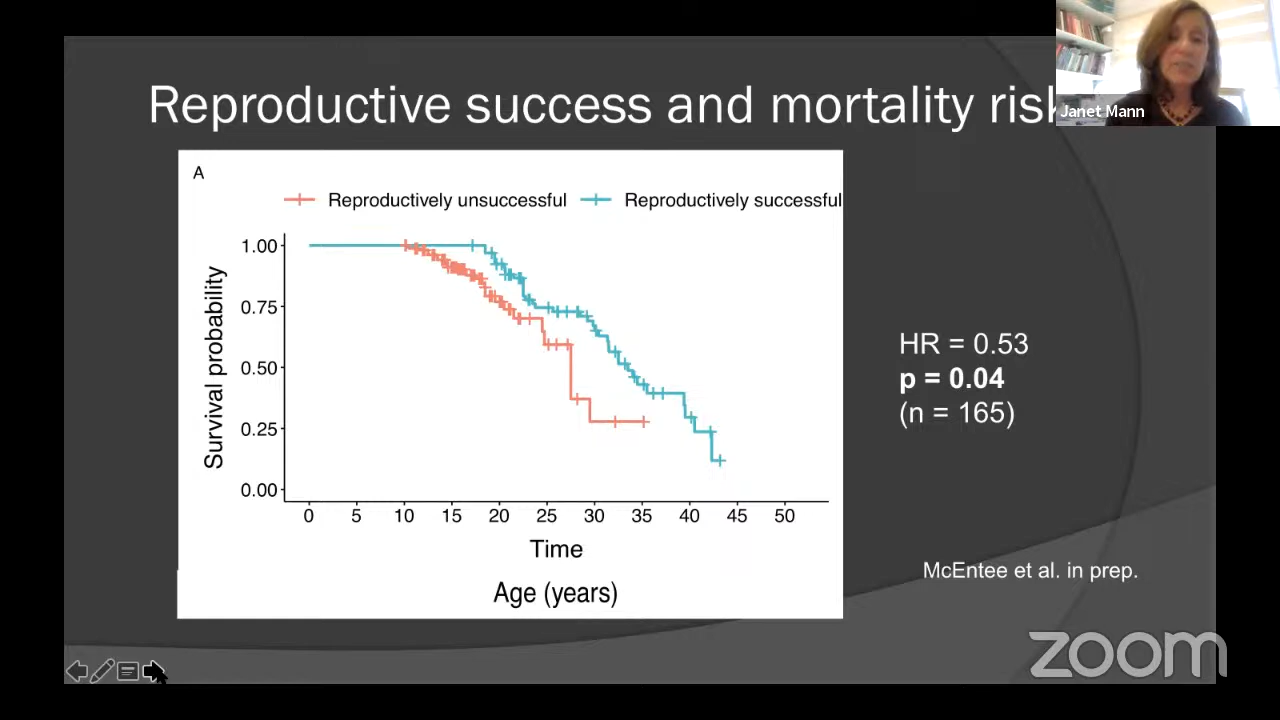 Reproductive success and mortality risk
Janet Mann
A
Reproductively unsuccessful Reproductively successful
Survival probability
1.00
0.75
0.50
0.25
0.00
0 5 10 15 20 25 30 35 40 45 50
Time
Age (years)
HR = 0.53
p = 0.04
(n = 165)
McEntee et al. in prep.
zoom